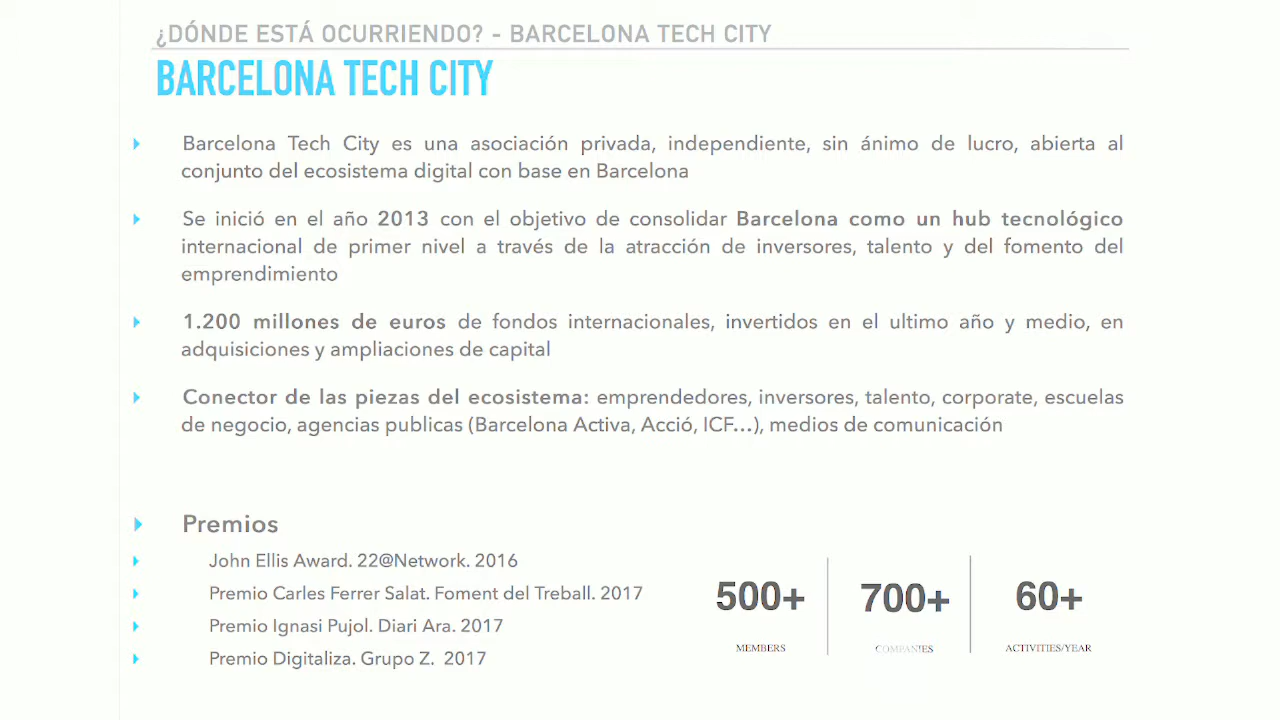 ¿DÓNDE ESTÁ OCURRIENDO? - BARCELONA TECH CITY
BARCELONA TECH CITY
Barcelona Tech City es una asociación privada, independiente, sin ánimo de lucro, abierta al
conjunto del ecosistema digital con base en Barcelona
Se inició en el año 2013 con el objetivo de consolidar Barcelona como un hub tecnológico
internacional de primer nivel a través de la atracción de inversores, talento y del fomento del
emprendimiento
1.200 millones de euros de fondos internacionales, invertidos en el ultimo año y medio, en
adquisiciones y ampliaciones de capital
Conector de las piezas del ecosistema: emprendedores, inversores, talento, corporate, escuelas
de negocio, agencias publicas (Barcelona Activa, Acció, ICF...), medios de comunicación
Premios
John Ellis Award. 22@Network. 2016
Premio Carles Ferrer Salat. Foment del Treball. 2017
Premio Ignasi Pujol. Diari Ara. 2017
Premio Digitaliza. Grupo Z. 2017
500+ 700+ 60+
MEMBERS COMPANIES ACTIVITIES/YEAR